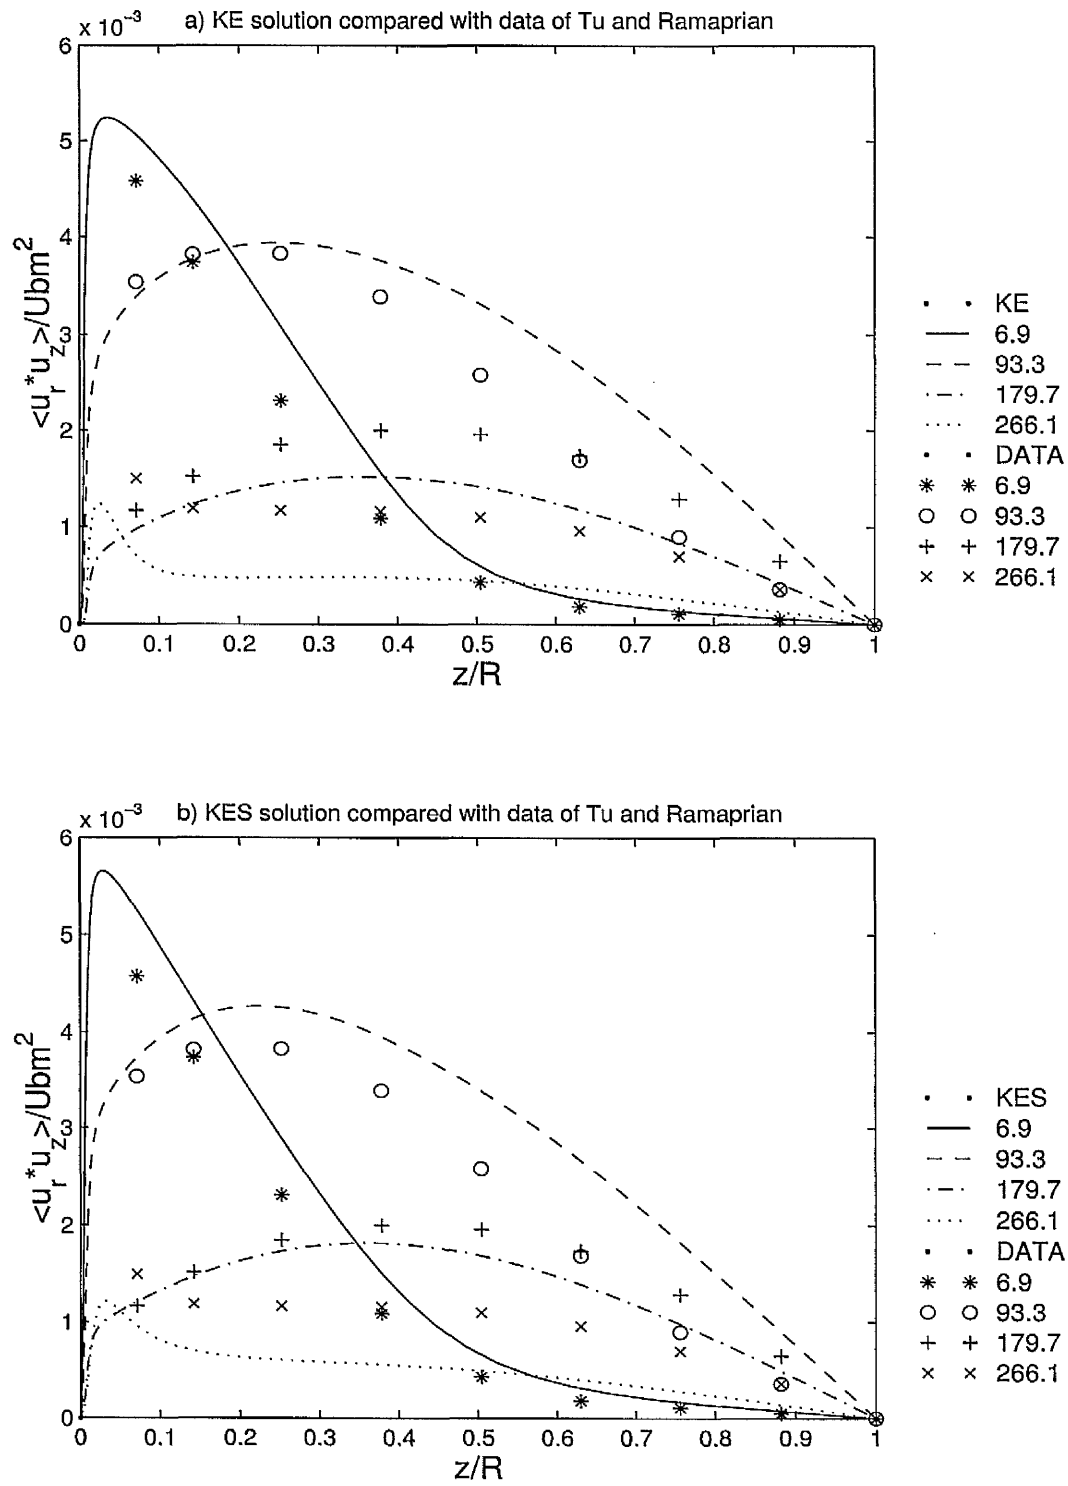 x 10⁻³ a) KE solution compared with data of Tu and Ramaprian
6
5
4
3
2
1
0
<u_r*u_z>/Ubm²
0 0.1 0.2 0.3 0.4 0.5 0.6 0.7 0.8 0.9 1
z/R
KE
6.9
93.3
179.7
266.1
DATA
6.9
93.3
179.7
266.1
x 10⁻³ b) KES solution compared with data of Tu and Ramaprian
6
5
4
3
2
1
0
<u_r*u_z>/Ubm²
0 0.1 0.2 0.3 0.4 0.5 0.6 0.7 0.8 0.9 1
z/R
KES
6.9
93.3
179.7
266.1
DATA
6.9
93.3
179.7
266.1